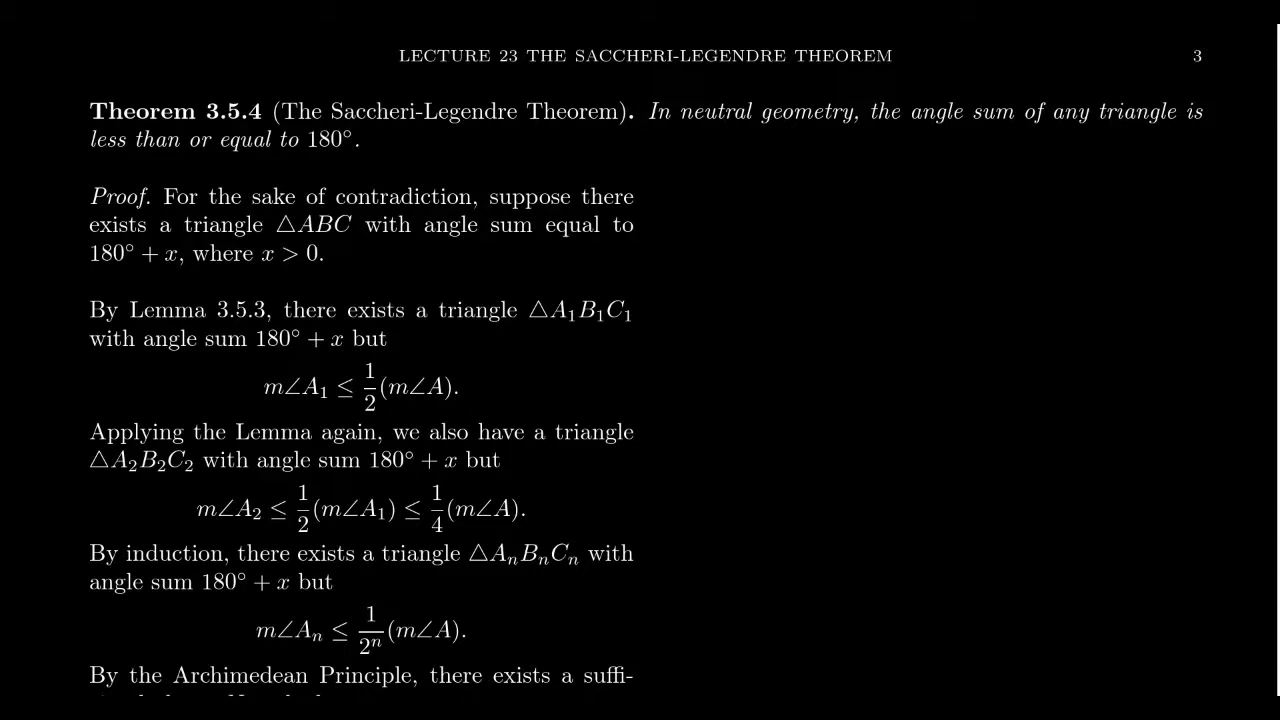 LECTURE 23 THE SACCHERI-LEGENDRE THEOREM 3
Theorem 3.5.4 (The Saccheri-Legendre Theorem). In neutral geometry, the angle sum of any triangle is
less than or equal to 180°.
Proof. For the sake of contradiction, suppose there
exists a triangle △ABC with angle sum equal to
180° + x, where x > 0.
By Lemma 3.5.3, there exists a triangle △A₁B₁C₁
with angle sum 180° + x but
m∠A₁ ≤ 1/2 (m∠A).
Applying the Lemma again, we also have a triangle
△A₂B₂C₂ with angle sum 180° + x but
m∠A₂ ≤ 1/2 (m∠A₁) ≤ 1/4 (m∠A).
By induction, there exists a triangle △AₙBₙCₙ with
angle sum 180° + x but
m∠Aₙ ≤ 1/2ⁿ (m∠A).
By the Archimedean Principle, there exists a suffi-